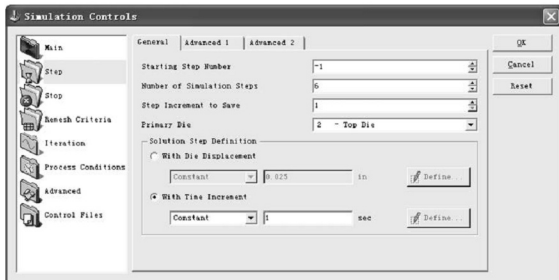 Simulation Controls
Main
Step
Stop
Remesh Criteria
Iteration
Process Conditions
Advanced
Control Files
General Advanced 1 Advanced 2
Starting Step Number -1
Number of Simulation Steps 6
Step Increment to Save 1
Primary Die 2 - Top Die
Solution Step Definition
With Die Displacement
Constant 0.025 in Define...
With Time Increment
Constant 1 sec Define...
OK
Cancel
Reset